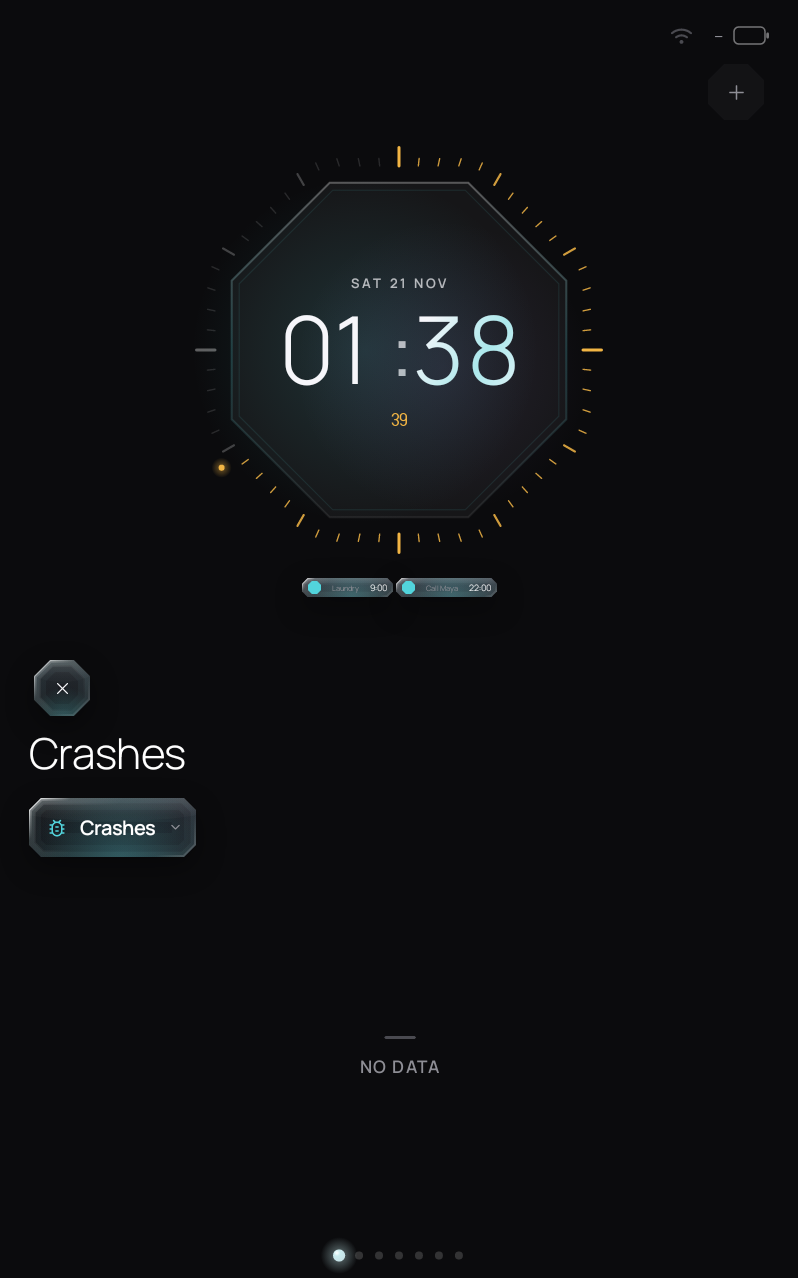 –
SAT 21 NOV
01:38
39
Laundry 9:00
Call Maya 22:00
Crashes
Crashes
NO DATA